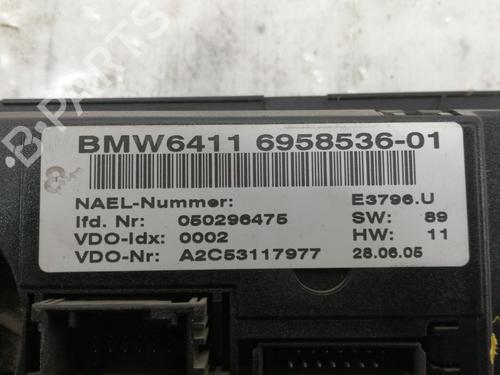 BMW6411 6958536-01
NAEL-Nummer: E3796.U
lfd. Nr: 050296475 SW: 89
VDO-Idx: 0002 HW: 11
VDO-Nr: A2C53117977 28.06.05